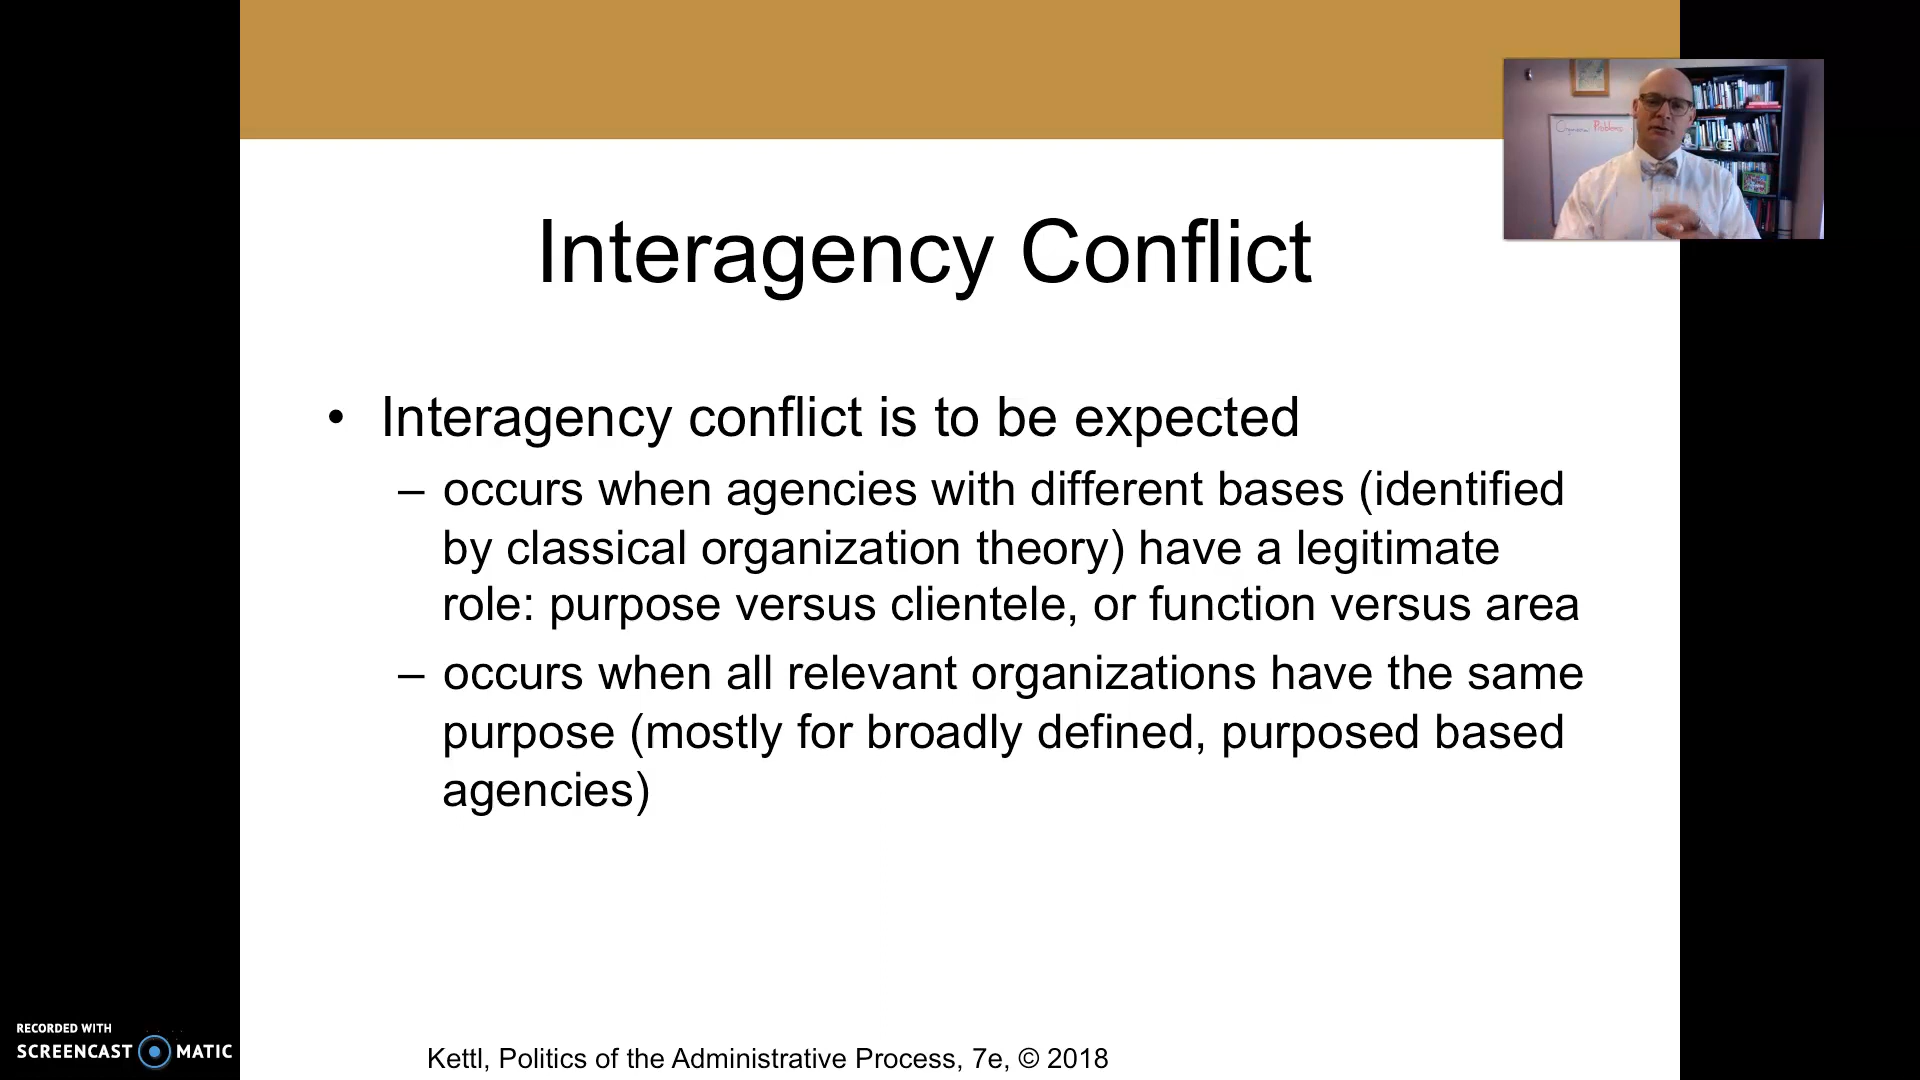 Interagency Conflict
• Interagency conflict is to be expected
– occurs when agencies with different bases (identified
by classical organization theory) have a legitimate
role: purpose versus clientele, or function versus area
– occurs when all relevant organizations have the same
purpose (mostly for broadly defined, purposed based
agencies)
Kettl, Politics of the Administrative Process, 7e, © 2018
Problems
RECORDED WITH
SCREENCAST MATIC